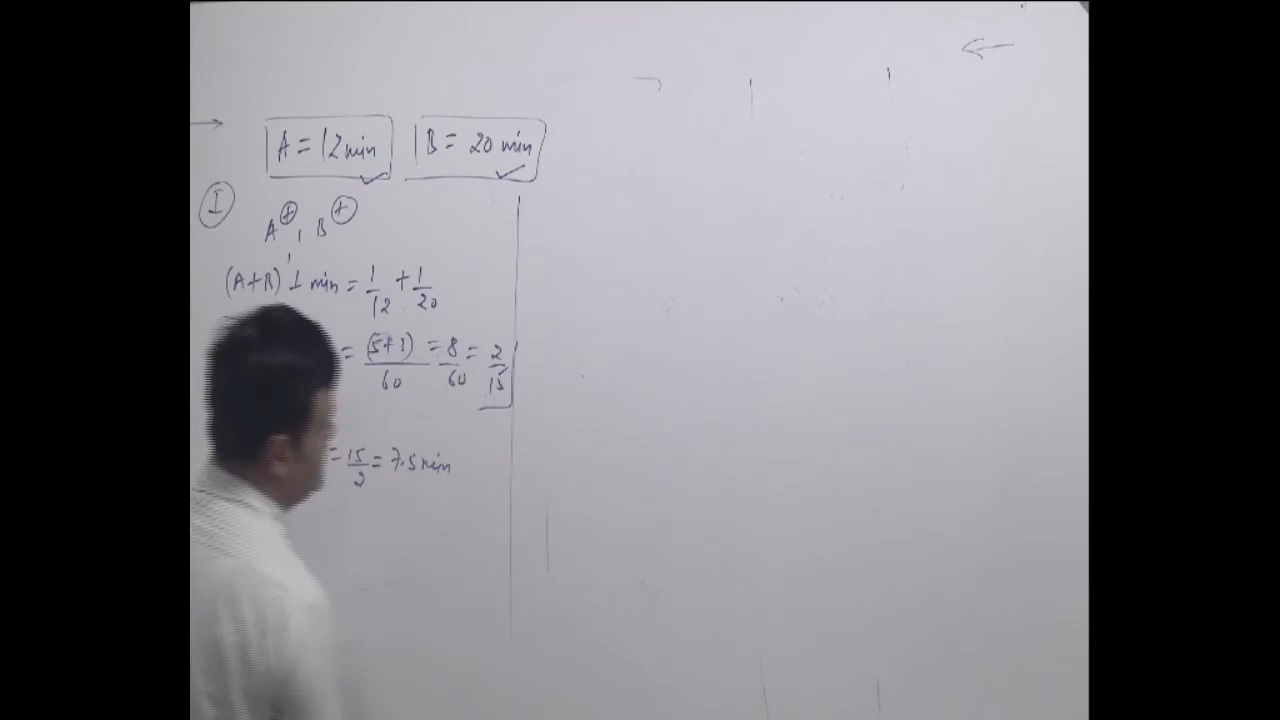 A = 12 min B = 20 min
I
A⊕, B⊕
(A+B)' 1 min = 1/12 + 1/20
= (5+3)/60 = 8/60 = 2/15
= 15/2 = 7.5 min